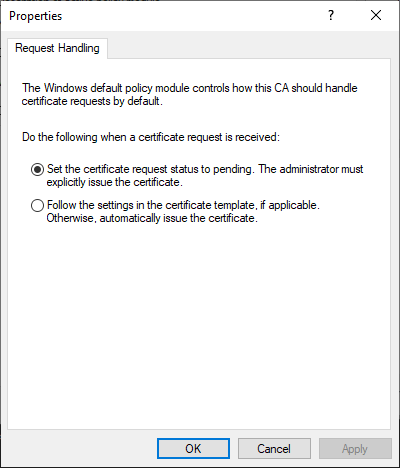 Properties
?
Request Handling
The Windows default policy module controls how this CA should handle
certificate requests by default.
Do the following when a certificate request is received:
Set the certificate request status to pending. The administrator must
explicitly issue the certificate.
Follow the settings in the certificate template, if applicable.
Otherwise, automatically issue the certificate.
OK
Cancel
Apply